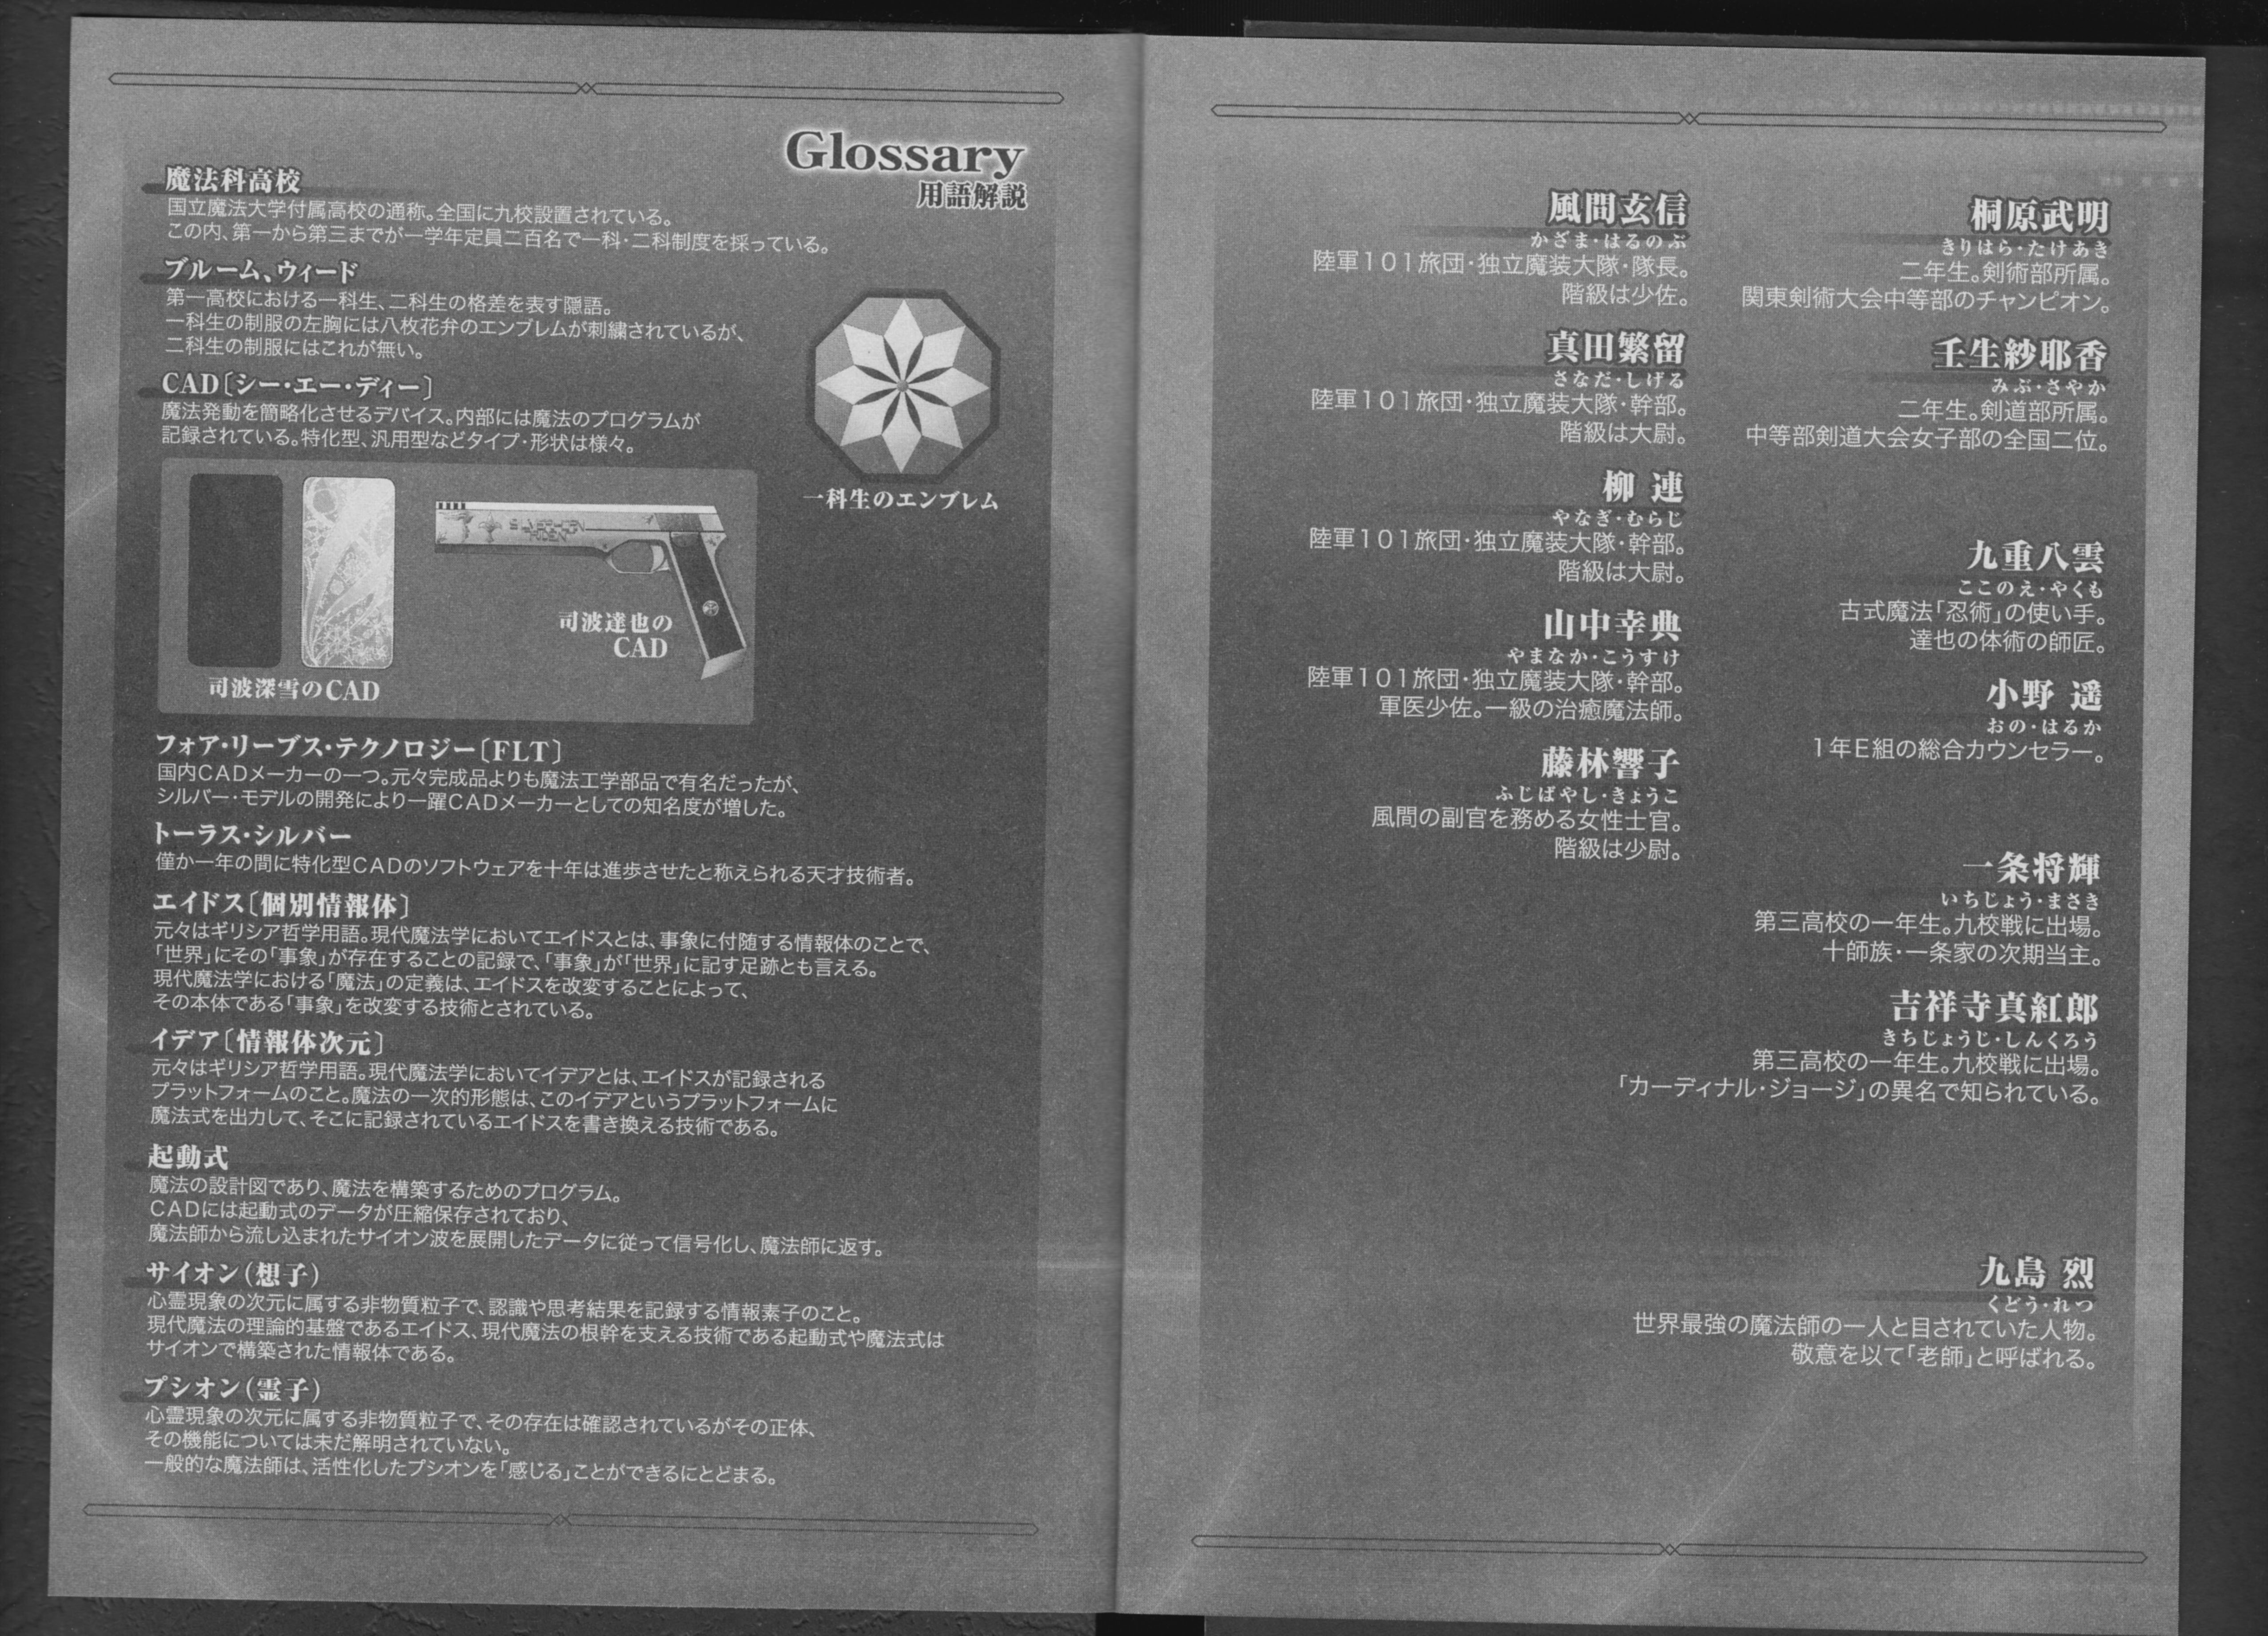 桐原武明
きりはら・たけあき
二年生。剣術部所属。
関東剣術大会中等部のチャンピオン。
壬生紗耶香
みぶ・さやか
二年生。剣道部所属。
中等部剣道大会女子部の全国二位。
九重八雲
ここのえ・やくも
古式魔法「忍術」の使い手。
達也の体術の師匠。
小野 遥
おの・はるか
1年E組の総合カウンセラー。
一条将輝
いちじょう・まさき
第三高校の一年生。九校戦に出場。
十師族・一条家の次期当主。
吉祥寺真紅郎
きちじょうじ・しんくろう
第三高校の一年生。九校戦に出場。
「カーディナル・ジョージ」の異名で知られている。
九島 烈
くどう・れつ
世界最強の魔法師の一人と目されていた人物。
敬意を以て「老師」と呼ばれる。
風間玄信
かざま・はるのぶ
陸軍101旅団・独立魔装大隊・隊長。
階級は少佐。
真田繁留
さなだ・しげる
陸軍101旅団・独立魔装大隊・幹部。
階級は大尉。
柳 連
やなぎ・むらじ
陸軍101旅団・独立魔装大隊・幹部。
階級は大尉。
山中幸典
やまなか・こうすけ
陸軍101旅団・独立魔装大隊・幹部。
軍医少佐。一級の治癒魔法師。
藤林響子
ふじばやし・きょうこ
風間の副官を務める女性士官。
階級は少尉。
Glossary
用語解説
魔法科高校
国立魔法大学付属高校の通称。全国に九校設置されている。
この内、第一から第三までが一学年定員二百名で一科・二科制度を採っている。
ブルーム、ウィード
第一高校における一科生、二科生の格差を表す隠語。
一科生の制服の左胸には八枚花弁のエンブレムが刺繍されているが、
二科生の制服にはこれが無い。
一科生のエンブレム
CAD〔シー・エー・ディー〕
魔法発動を簡略化させるデバイス。内部には魔法のプログラムが
記録されている。特化型、汎用型などタイプ・形状は様々。
司波達也の
CAD
司波深雪のCAD
フォア・リーブス・テクノロジー〔FLT〕
国内CADメーカーの一つ。元々完成品よりも魔法工学部品で有名だったが、
シルバー・モデルの開発により一躍CADメーカーとしての知名度が増した。
トーラス・シルバー
僅か一年の間に特化型CADのソフトウェアを十年は進歩させたと称えられる天才技術者。
エイドス〔個別情報体〕
元々はギリシア哲学用語。現代魔法学においてエイドスとは、事象に付随する情報体のことで、
「世界」にその「事象」が存在することの記録で、「事象」が「世界」に記す足跡とも言える。
現代魔法学における「魔法」の定義は、エイドスを改変することによって、
その本体である「事象」を改変する技術とされている。
イデア〔情報体次元〕
元々はギリシア哲学用語。現代魔法学においてイデアとは、エイドスが記録される
プラットフォームのこと。魔法の一次的形態は、このイデアというプラットフォームに
魔法式を出力して、そこに記録されているエイドスを書き換える技術である。
起動式
魔法の設計図であり、魔法を構築するためのプログラム。
CADには起動式のデータが圧縮保存されており、
魔法師から流し込まれたサイオン波を展開したデータに従って信号化し、魔法師に返す。
サイオン(想子)
心霊現象の次元に属する非物質粒子で、認識や思考結果を記録する情報素子のこと。
現代魔法の理論的基盤であるエイドス、現代魔法の根幹を支える技術である起動式や魔法式は
サイオンで構築された情報体である。
プシオン(霊子)
心霊現象の次元に属する非物質粒子で、その存在は確認されているがその正体、
その機能については未だ解明されていない。
一般的な魔法師は、活性化したプシオンを「感じる」ことができるにとどまる。